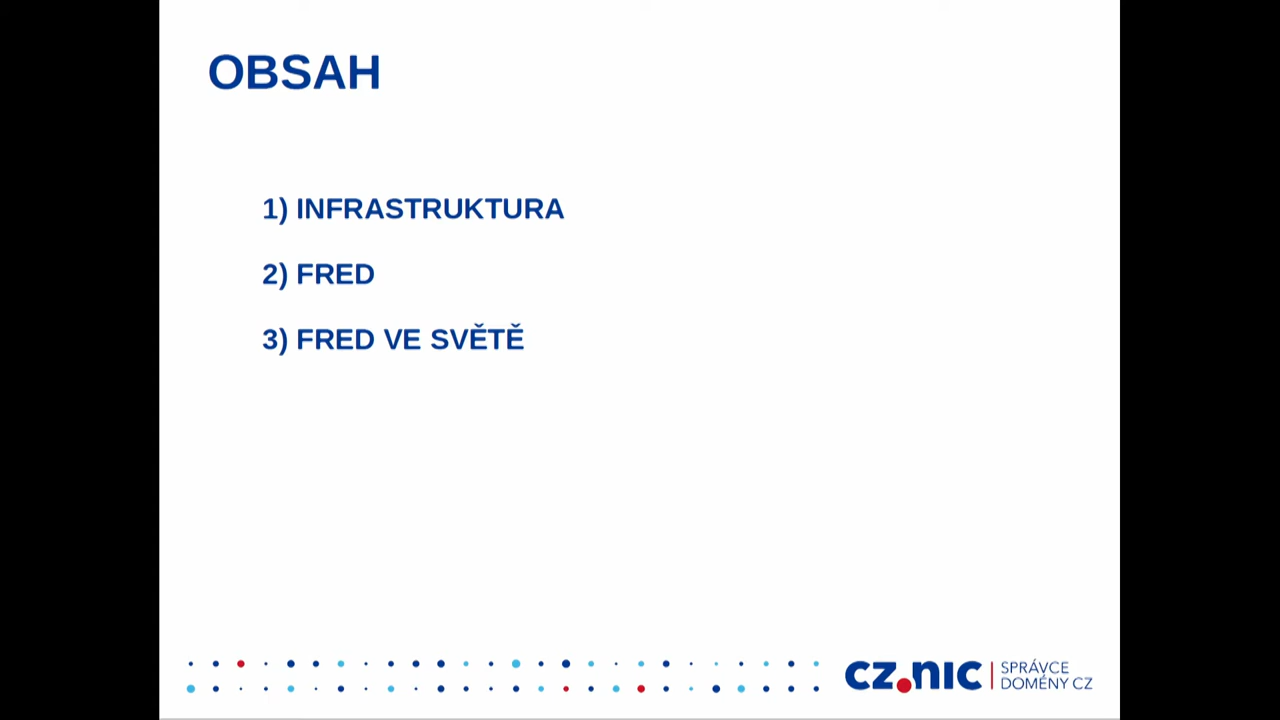 OBSAH
1) INFRASTRUKTURA
2) FRED
3) FRED VE SVĚTĚ
CZ.NIC
SPRÁVCE
DOMÉNY CZ